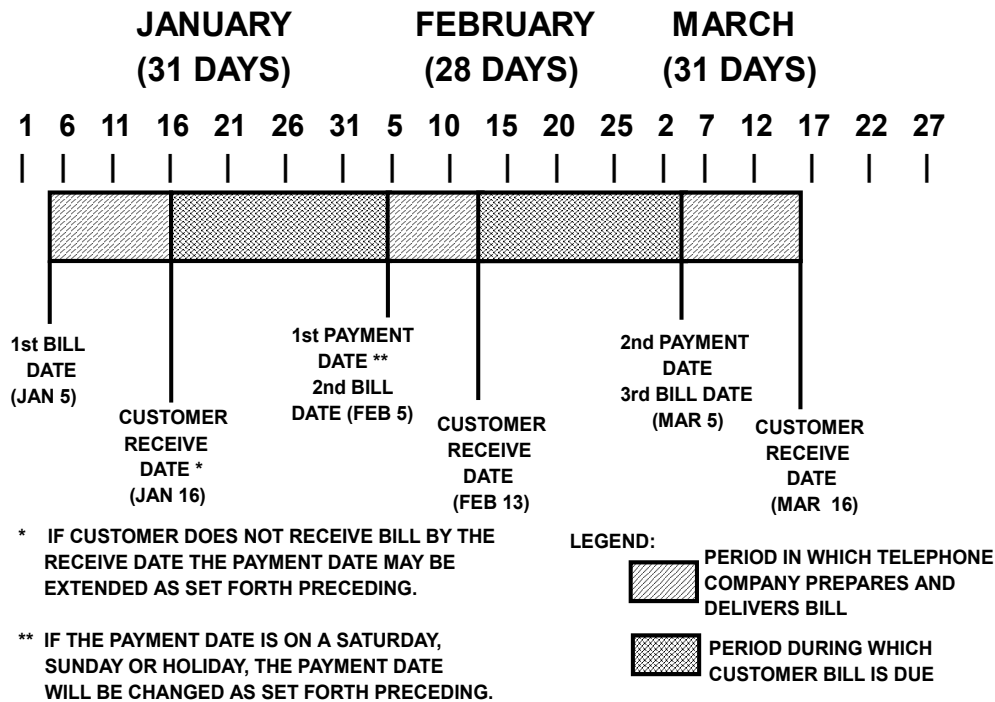 JANUARY
(31 DAYS)
FEBRUARY
(28 DAYS)
MARCH
(31 DAYS)
1 6 11 16 21 26 31 5 10 15 20 25 2 7 12 17 22 27
1st BILL
DATE
(JAN 5)
CUSTOMER
RECEIVE
DATE *
(JAN 16)
1st PAYMENT
DATE **
2nd BILL
DATE (FEB 5)
CUSTOMER
RECEIVE
DATE
(FEB 13)
2nd PAYMENT
DATE
3rd BILL DATE
(MAR 5)
CUSTOMER
RECEIVE
DATE
(MAR 16)
* IF CUSTOMER DOES NOT RECEIVE BILL BY THE
RECEIVE DATE THE PAYMENT DATE MAY BE
EXTENDED AS SET FORTH PRECEDING.
** IF THE PAYMENT DATE IS ON A SATURDAY,
SUNDAY OR HOLIDAY, THE PAYMENT DATE
WILL BE CHANGED AS SET FORTH PRECEDING.
LEGEND:
PERIOD IN WHICH TELEPHONE
COMPANY PREPARES AND
DELIVERS BILL
PERIOD DURING WHICH
CUSTOMER BILL IS DUE